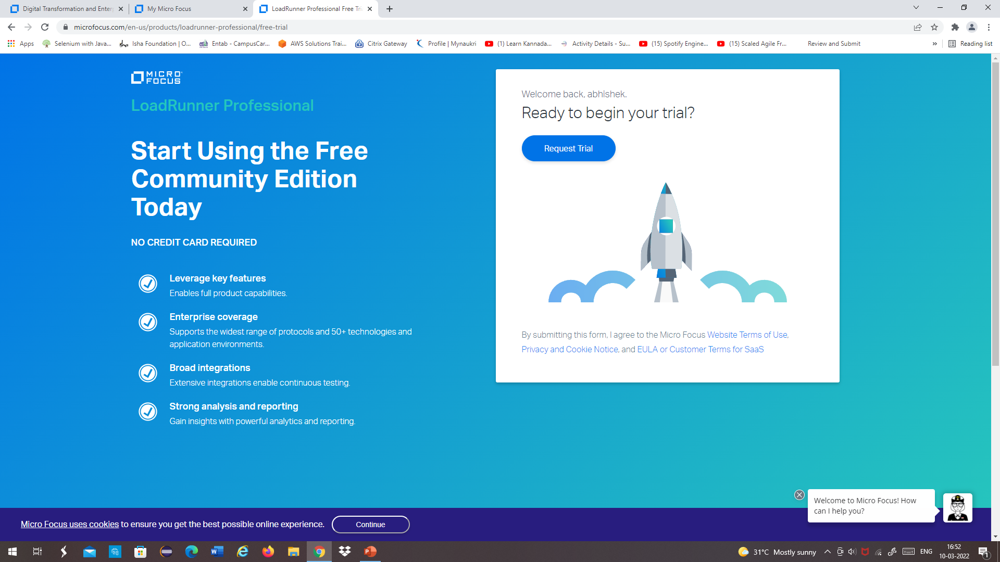 Digital Transformation and Enter
My Micro Focus
LoadRunner Professional Free Tri
microfocus.com/en-us/products/loadrunner-professional/free-trial
Apps
Selenium with Java...
Isha Foundation | O...
Entab - CampusCar...
AWS Solutions Trai...
Citrix Gateway
Profile | Mynaukri
(1) Learn Kannada...
Activity Details - Su...
(15) Spotify Engine...
(15) Scaled Agile Fr...
Review and Submit
»
Reading list
MICRO
FOCUS
LoadRunner Professional
Start Using the Free
Community Edition
Today
NO CREDIT CARD REQUIRED
Leverage key features
Enables full product capabilities.
Enterprise coverage
Supports the widest range of protocols and 50+ technologies and
application environments.
Broad integrations
Extensive integrations enable continuous testing.
Strong analysis and reporting
Gain insights with powerful analytics and reporting.
Welcome back, abhishek.
Ready to begin your trial?
Request Trial
By submitting this form, I agree to the Micro Focus Website Terms of Use,
Privacy and Cookie Notice, and EULA or Customer Terms for SaaS
Welcome to Micro Focus! How
can I help you?
Micro Focus uses cookies to ensure you get the best possible online experience.
Continue
31°C Mostly sunny
ENG
16:52
10-03-2022
1